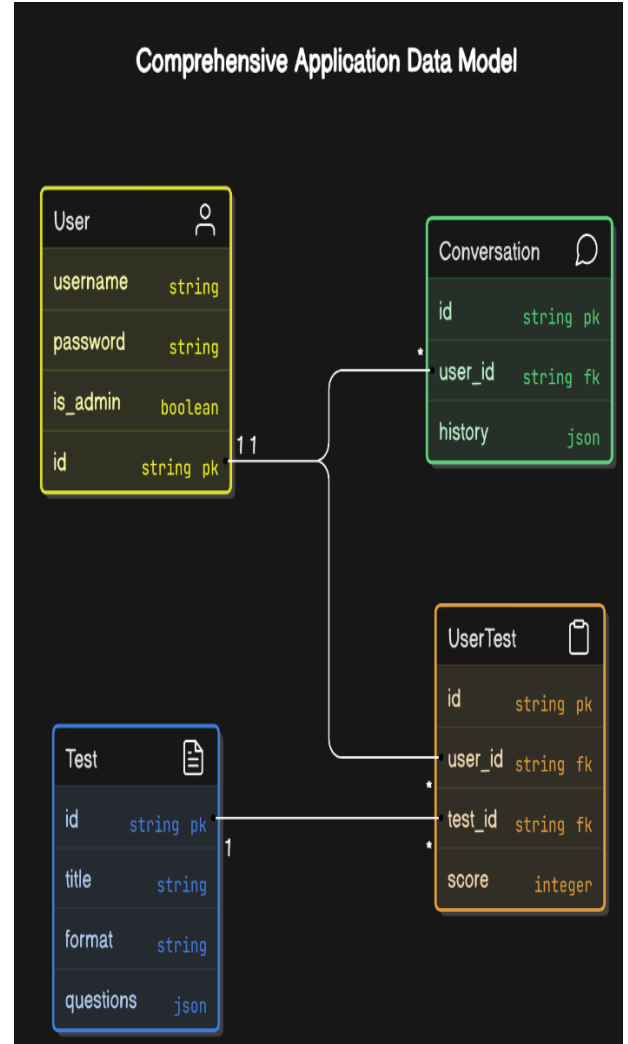 Comprehensive Application Data Model
User
username string
password string
is_admin boolean
id string pk
1 1
Conversation
id string pk
*
user_id string fk
history json
UserTest
id string pk
user_id string fk
*
test_id string fk
*
score integer
Test
id string pk
1
title string
format string
questions json